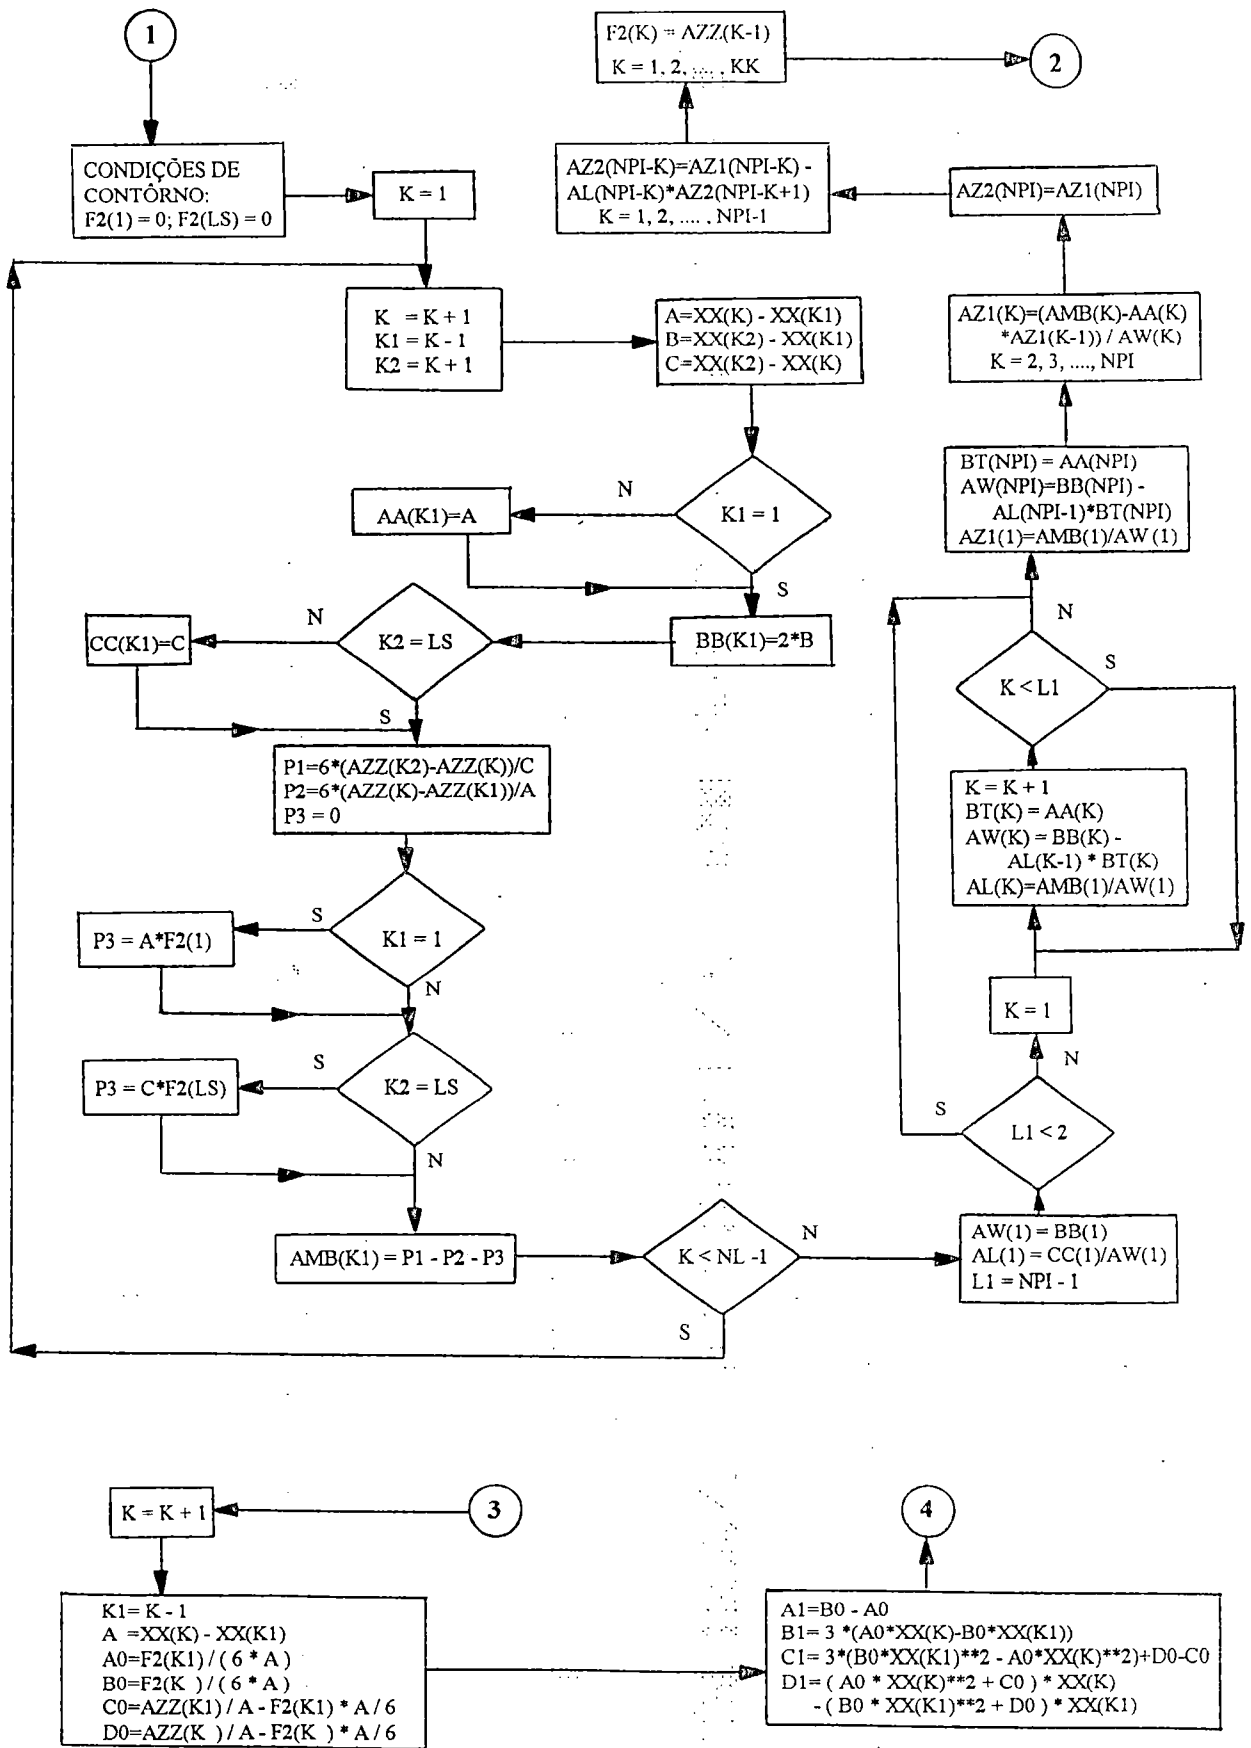 1
CONDIÇÕES DE
CONTÔRNO:
F2(1) = 0; F2(LS) = 0
K = 1
K = K + 1
K1 = K - 1
K2 = K + 1
A=XX(K) - XX(K1)
B=XX(K2) - XX(K1)
C=XX(K2) - XX(K)
K1 = 1
N
S
AA(K1)=A
BB(K1)=2*B
K2 = LS
N
S
CC(K1)=C
P1=6*(AZZ(K2)-AZZ(K))/C
P2=6*(AZZ(K)-AZZ(K1))/A
P3 = 0
K1 = 1
S
N
P3 = A*F2(1)
K2 = LS
S
N
P3 = C*F2(LS)
AMB(K1) = P1 - P2 - P3
K < NL -1
N
S
AW(1) = BB(1)
AL(1) = CC(1)/AW(1)
L1 = NPI - 1
L1 < 2
S
N
K = 1
K = K + 1
BT(K) = AA(K)
AW(K) = BB(K) -
AL(K-1) * BT(K)
AL(K)=AMB(1)/AW(1)
K < L1
S
N
BT(NPI) = AA(NPI)
AW(NPI)=BB(NPI) -
AL(NPI-1)*BT(NPI)
AZ1(1)=AMB(1)/AW(1)
AZ1(K)=(AMB(K)-AA(K)
*AZ1(K-1)) / AW(K)
K = 2, 3, ...., NPI
AZ2(NPI)=AZ1(NPI)
AZ2(NPI-K)=AZ1(NPI-K) -
AL(NPI-K)*AZ2(NPI-K+1)
K = 1, 2, .... , NPI-1
F2(K) = AZZ(K-1)
K = 1, 2, .... , KK
2
3
K = K + 1
K1= K - 1
A =XX(K) - XX(K1)
A0=F2(K1) / ( 6 * A )
B0=F2(K ) / ( 6 * A )
C0=AZZ(K1) / A - F2(K1) * A / 6
D0=AZZ(K ) / A - F2(K ) * A / 6
A1=B0 - A0
B1= 3 *(A0*XX(K)-B0*XX(K1))
C1= 3*(B0*XX(K1)**2 - A0*XX(K)**2)+D0-C0
D1= ( A0 * XX(K)**2 + C0 ) * XX(K)
- ( B0 * XX(K1)**2 + D0 ) * XX(K1)
4